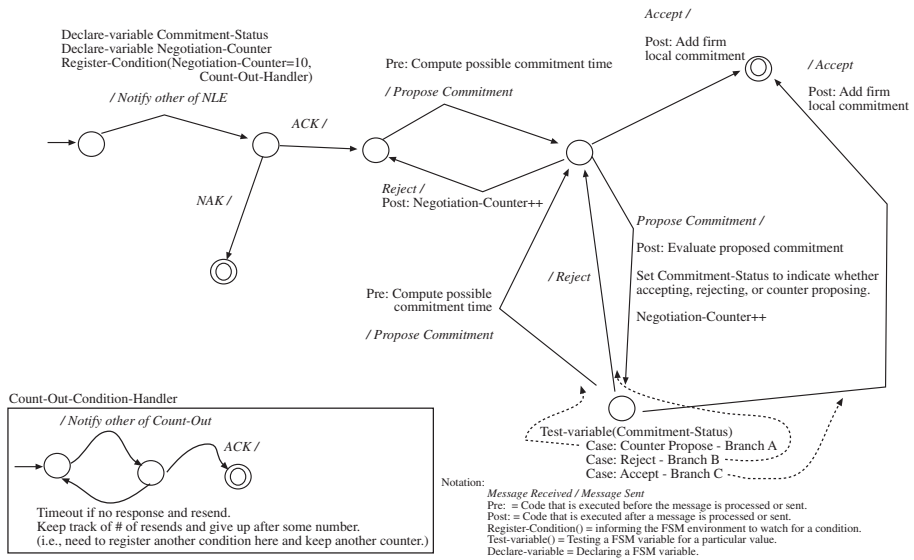 Declare-variable Commitment-Status
Declare-variable Negotiation-Counter
Register-Condition(Negotiation-Counter=10,
Count-Out-Handler)
/ Notify other of NLE
ACK /
NAK /
Pre: Compute possible commitment time
/ Propose Commitment
Reject /
Post: Negotiation-Counter++
Accept /
Post: Add firm
local commitment
/ Accept
Post: Add firm
local commitment
Propose Commitment /
Post: Evaluate proposed commitment
Set Commitment-Status to indicate whether
accepting, rejecting, or counter proposing.
Negotiation-Counter++
/ Reject
Pre: Compute possible
commitment time
/ Propose Commitment
Test-variable(Commitment-Status)
Case: Counter Propose - Branch A
Case: Reject - Branch B
Case: Accept - Branch C
Count-Out-Condition-Handler
/ Notify other of Count-Out
ACK /
Timeout if no response and resend.
Keep track of # of resends and give up after some number.
(i.e., need to register another condition here and keep another counter.)
Notation:
Message Received / Message Sent
Pre: = Code that is executed before the message is processed or sent.
Post: = Code that is executed after a message is processed or sent.
Register-Condition() = informing the FSM environment to watch for a condition.
Test-variable() = Testing a FSM variable for a particular value.
Declare-variable = Declaring a FSM variable.